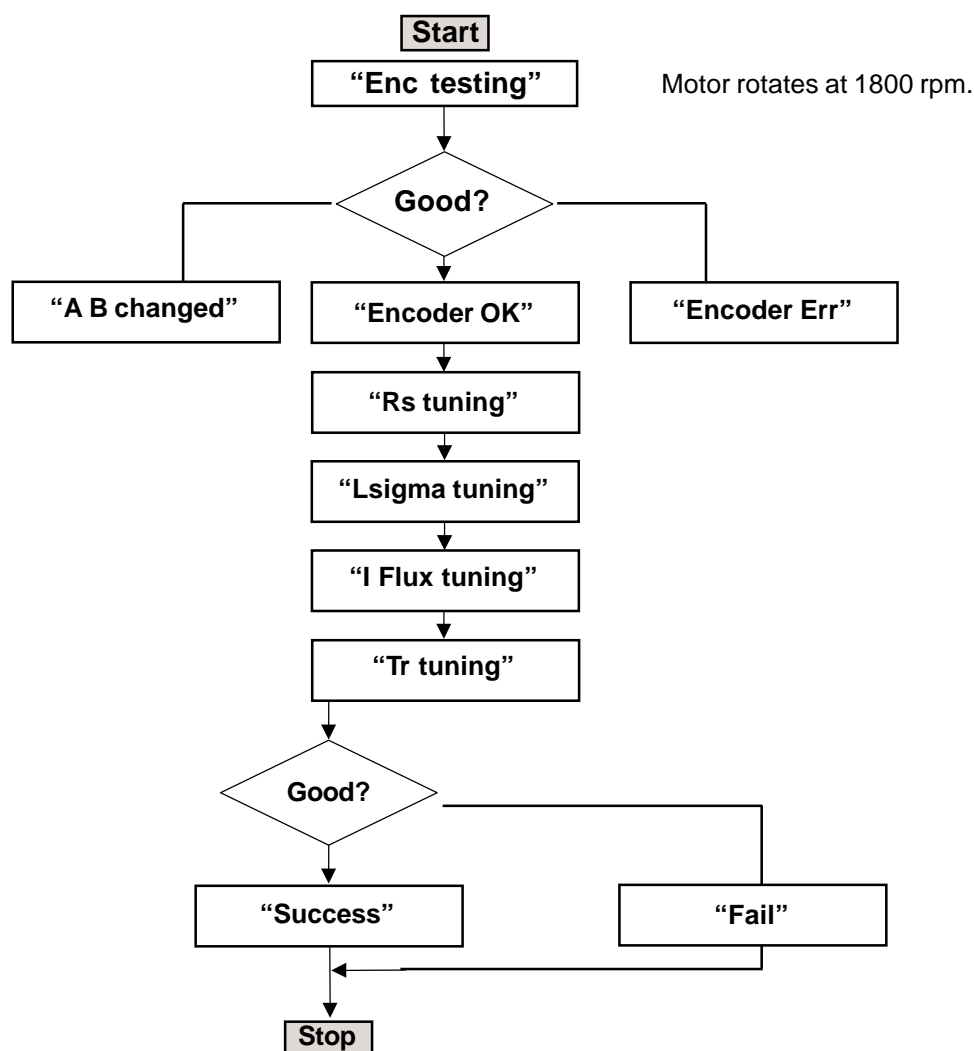 Start
“Enc testing”
Motor rotates at 1800 rpm.
Good?
“A B changed”
“Encoder OK”
“Encoder Err”
“Rs tuning”
“Lsigma tuning”
“I Flux tuning”
“Tr tuning”
Good?
“Success”
“Fail”
Stop